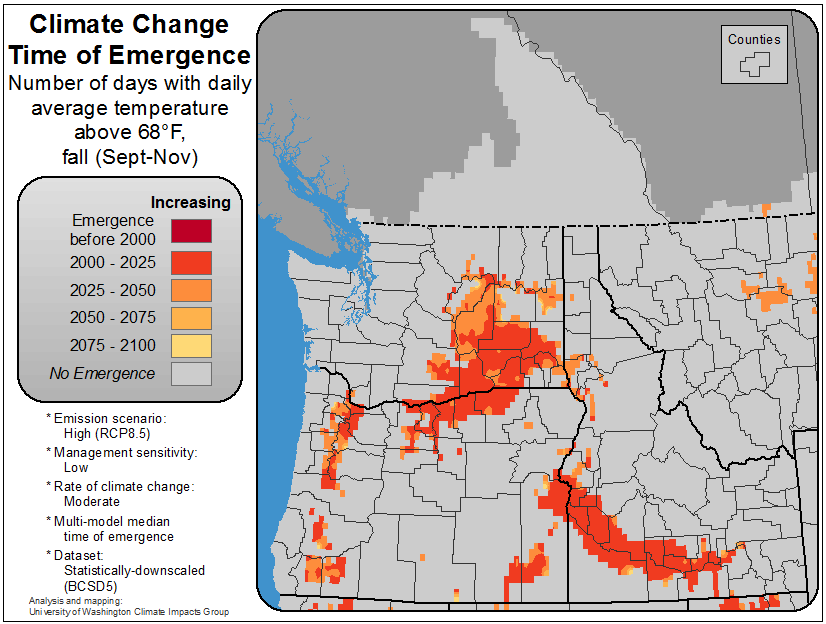 Climate Change
Time of Emergence
Number of days with daily
average temperature
above 68°F,
fall (Sept-Nov)
Increasing
Emergence
before 2000
2000 - 2025
2025 - 2050
2050 - 2075
2075 - 2100
No Emergence
* Emission scenario:
High (RCP8.5)
* Management sensitivity:
Low
* Rate of climate change:
Moderate
* Multi-model median
time of emergence
* Dataset:
Statistically-downscaled
(BCSD5)
Analysis and mapping:
University of Washington Climate Impacts Group
Counties